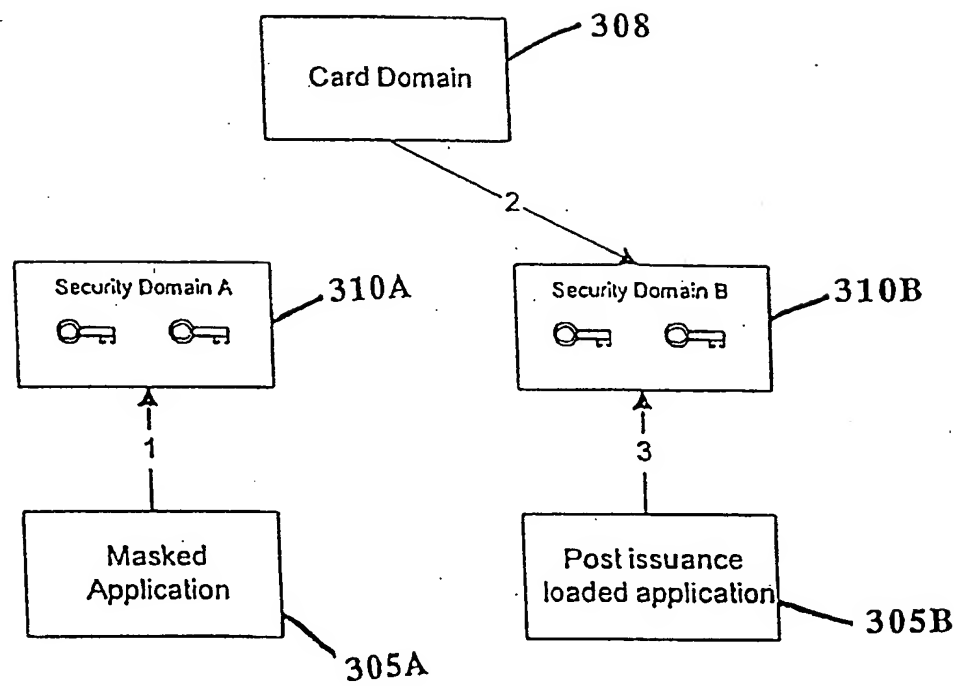 308
Card Domain
2
Security Domain A
310A
Security Domain B
310B
1
3
Masked
Application
305A
Post issuance
loaded application
305B